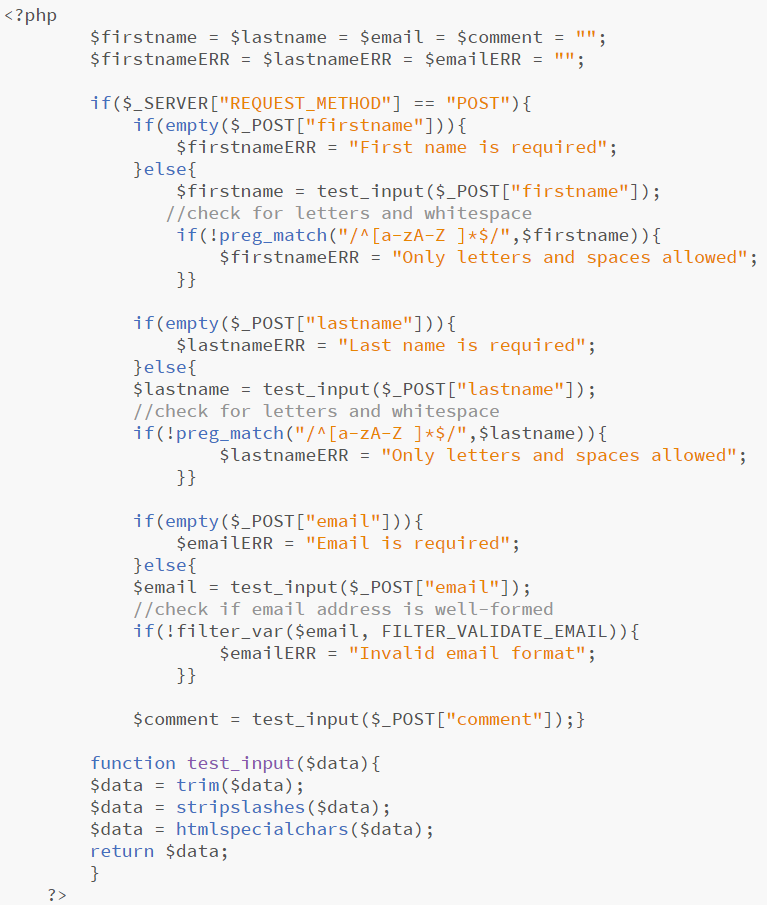 <?php
$firstname = $lastname = $email = $comment = "";
$firstnameERR = $lastnameERR = $emailERR = "";
if($_SERVER["REQUEST_METHOD"] == "POST"){
if(empty($_POST["firstname"])){
$firstnameERR = "First name is required";
}else{
$firstname = test_input($_POST["firstname"]);
//check for letters and whitespace
if(!preg_match("/^[a-zA-Z ]*$/",$firstname)){
$firstnameERR = "Only letters and spaces allowed";
}}
if(empty($_POST["lastname"])){
$lastnameERR = "Last name is required";
}else{
$lastname = test_input($_POST["lastname"]);
//check for letters and whitespace
if(!preg_match("/^[a-zA-Z ]*$/",$lastname)){
$lastnameERR = "Only letters and spaces allowed";
}}
if(empty($_POST["email"])){
$emailERR = "Email is required";
}else{
$email = test_input($_POST["email"]);
//check if email address is well-formed
if(!filter_var($email, FILTER_VALIDATE_EMAIL)){
$emailERR = "Invalid email format";
}}
$comment = test_input($_POST["comment"]);}
function test_input($data){
$data = trim($data);
$data = stripslashes($data);
$data = htmlspecialchars($data);
return $data;
}
?>